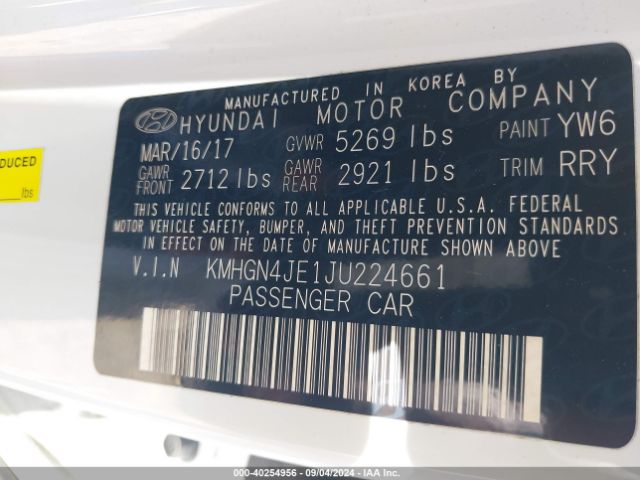 MANUFACTURED IN KOREA BY
HYUNDAI MOTOR COMPANY
MAR/16/17 GVWR 5269 lbs PAINT YW6
GAWR FRONT 2712 lbs GAWR REAR 2921 lbs TRIM RRY
THIS VEHICLE CONFORMS TO ALL APPLICABLE U.S.A. FEDERAL
MOTOR VEHICLE SAFETY, BUMPER, AND THEFT PREVENTION STANDARDS
IN EFFECT ON THE DATE OF MANUFACTURE SHOWN ABOVE.
V.I.N KMHGN4JE1JU224661
PASSENGER CAR
DUCED
lbs
000-40254956 - 09/04/2024 -